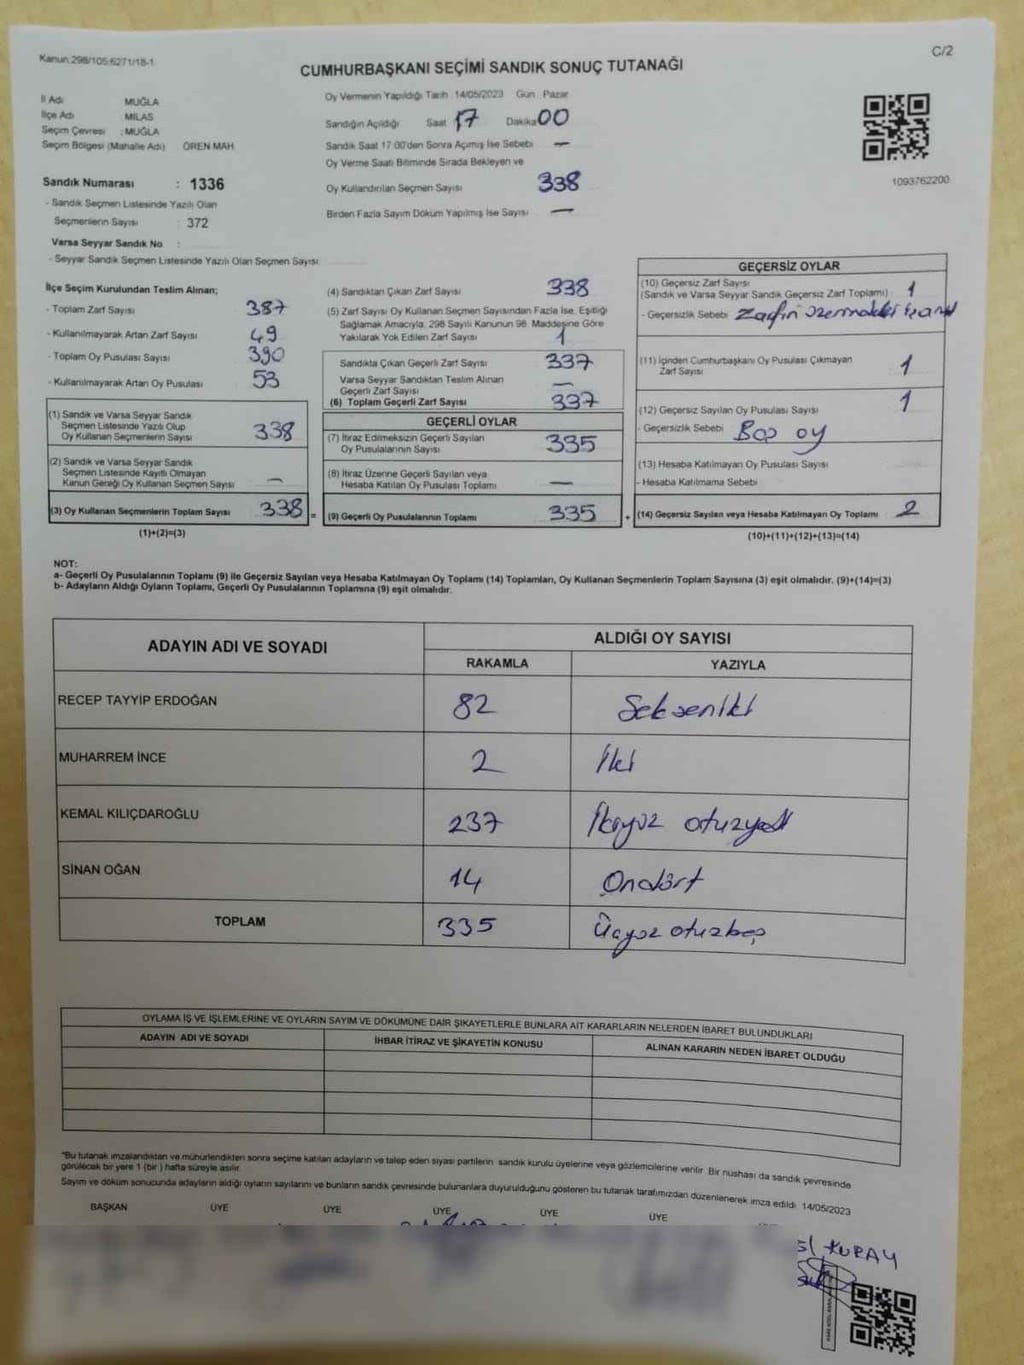 Kanun:298/105:6271/18-1
C/2
CUMHURBAŞKANI SEÇİMİ SANDIK SONUÇ TUTANAĞI
İl Adı MUĞLA
İlçe Adı MİLAS
Seçim Çevresi : MUĞLA
Seçim Bölgesi (Mahalle Adı) ÖREN MAH.
Sandık Numarası : 1336
- Sandık Seçmen Listesinde Yazılı Olan
Seçmenlerin Sayısı : 372
Varsa Seyyar Sandık No :
- Seyyar Sandık Seçmen Listesinde Yazılı Olan Seçmen Sayısı:
Oy Vermenin Yapıldığı Tarih : 14/05/2023 Gün : Pazar
Sandığın Açıldığı Saat 17 Dakika 00
Sandık Saat 17:00'den Sonra Açımış İse Sebebi —
Oy Verme Saati Bitiminde Sırada Bekleyen ve
Oy Kullandırılan Seçmen Sayısı 338
Birden Fazla Sayım Döküm Yapılmış İse Sayısı —
1093762200
İlçe Seçim Kurulundan Teslim Alınan;
- Toplam Zarf Sayısı 387
- Kullanılmayarak Artan Zarf Sayısı 49
- Toplam Oy Pusulası Sayısı 390
- Kullanılmayarak Artan Oy Pusulası 53
(1) Sandık ve Varsa Seyyar Sandık
Seçmen Listesinde Yazılı Olup
Oy Kullanan Seçmenlerin Sayısı 338
(2) Sandık ve Varsa Seyyar Sandık
Seçmen Listesinde Kayıtlı Olmayan
Kanun Gereği Oy Kullanan Seçmen Sayısı —
(3) Oy Kullanan Seçmenlerin Toplam Sayısı 338 =
(1)+(2)=(3)
(4) Sandıktan Çıkan Zarf Sayısı 338
(5) Zarf Sayısı Oy Kullanan Seçmen Sayısından Fazla İse, Eşitliği
Sağlamak Amacıyla, 298 Sayılı Kanunun 98. Maddesine Göre
Yakılarak Yok Edilen Zarf Sayısı 1
Sandıkta Çıkan Geçerli Zarf Sayısı 337
Varsa Seyyar Sandıktan Teslim Alınan
Geçerli Zarf Sayısı —
(6) Toplam Geçerli Zarf Sayısı 337
GEÇERLİ OYLAR
(7) İtiraz Edilmeksizin Geçerli Sayılan
Oy Pusulalarının Sayısı 335
(8) İtiraz Üzerine Geçerli Sayılan veya
Hesaba Katılan Oy Pusulası Toplamı —
(9) Geçerli Oy Pusulalarının Toplamı 335 +
GEÇERSİZ OYLAR
(10) Geçersiz Zarf Sayısı
(Sandık ve Varsa Seyyar Sandık Geçersiz Zarf Toplamı) : 1
- Geçersizlik Sebebi Zarfın üzerindeki
(11) İçinden Cumhurbaşkanı Oy Pusulası Çıkmayan
Zarf Sayısı 1
(12) Geçersiz Sayılan Oy Pusulası Sayısı 1
- Geçersizlik Sebebi Boş oy
(13) Hesaba Katılmayan Oy Pusulası Sayısı
- Hesaba Katılmama Sebebi
(14) Geçersiz Sayılan veya Hesaba Katılmayan Oy Toplamı 2
(10)+(11)+(12)+(13)=(14)
NOT:
a- Geçerli Oy Pusulalarının Toplamı (9) ile Geçersiz Sayılan veya Hesaba Katılmayan Oy Toplamı (14) Toplamları, Oy Kullanan Seçmenlerin Toplam Sayısına (3) eşit olmalıdır. (9)+(14)=(3)
b- Adayların Aldığı Oyların Toplamı, Geçerli Oy Pusulalarının Toplamına (9) eşit olmalıdır.
ADAYIN ADI VE SOYADI ALDIĞI OY SAYISI
RAKAMLA YAZIYLA
RECEP TAYYİP ERDOĞAN 82 Sekseniki
MUHARREM İNCE 2 İki
KEMAL KILIÇDAROĞLU 237 İkiyüz otuzyedi
SİNAN OĞAN 14 Ondört
TOPLAM 335 Üçyüz otuzbeş
OYLAMA İŞ VE İŞLEMLERİNE VE OYLARIN SAYIM VE DÖKÜMÜNE DAİR ŞİKAYETLERLE BUNLARA AİT KARARLARIN NELERDEN İBARET BULUNDUKLARI
ADAYIN ADI VE SOYADI İHBAR İTİRAZ VE ŞİKAYETİN KONUSU ALINAN KARARIN NEDEN İBARET OLDUĞU
"Bu tutanak imzalandıktan ve mühürlendikten sonra seçime katılan adayların ve talep eden siyasi partilerin sandık kurulu üyelerine veya gözlemcilerine verilir. Bir nüshası da sandık çevresinde
görülecek bir yere 1 (bir) hafta süreyle asılır.
Sayım ve döküm sonucunda adayların aldığı oyların sayılarını ve bunların sandık çevresinde bulunanlara duyurulduğunu gösteren bu tutanak tarafımızdan düzenlenerek imza edildi. 14/05/2023
BAŞKAN ÜYE ÜYE ÜYE ÜYE ÜYE
KURAY